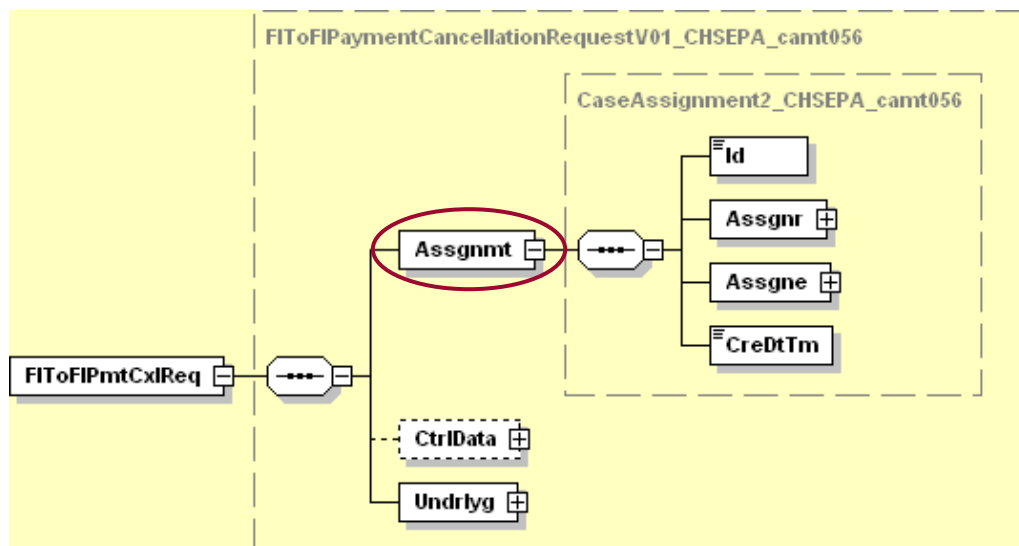 FIToFIPaymentCancellationRequestV01_CHSEPA_camt056
CaseAssignment2_CHSEPA_camt056
Id
Assgnr
Assgnmt
Assgne
CreDtTm
FIToFIPmtCxlReq
CtrlData
Undrlyg